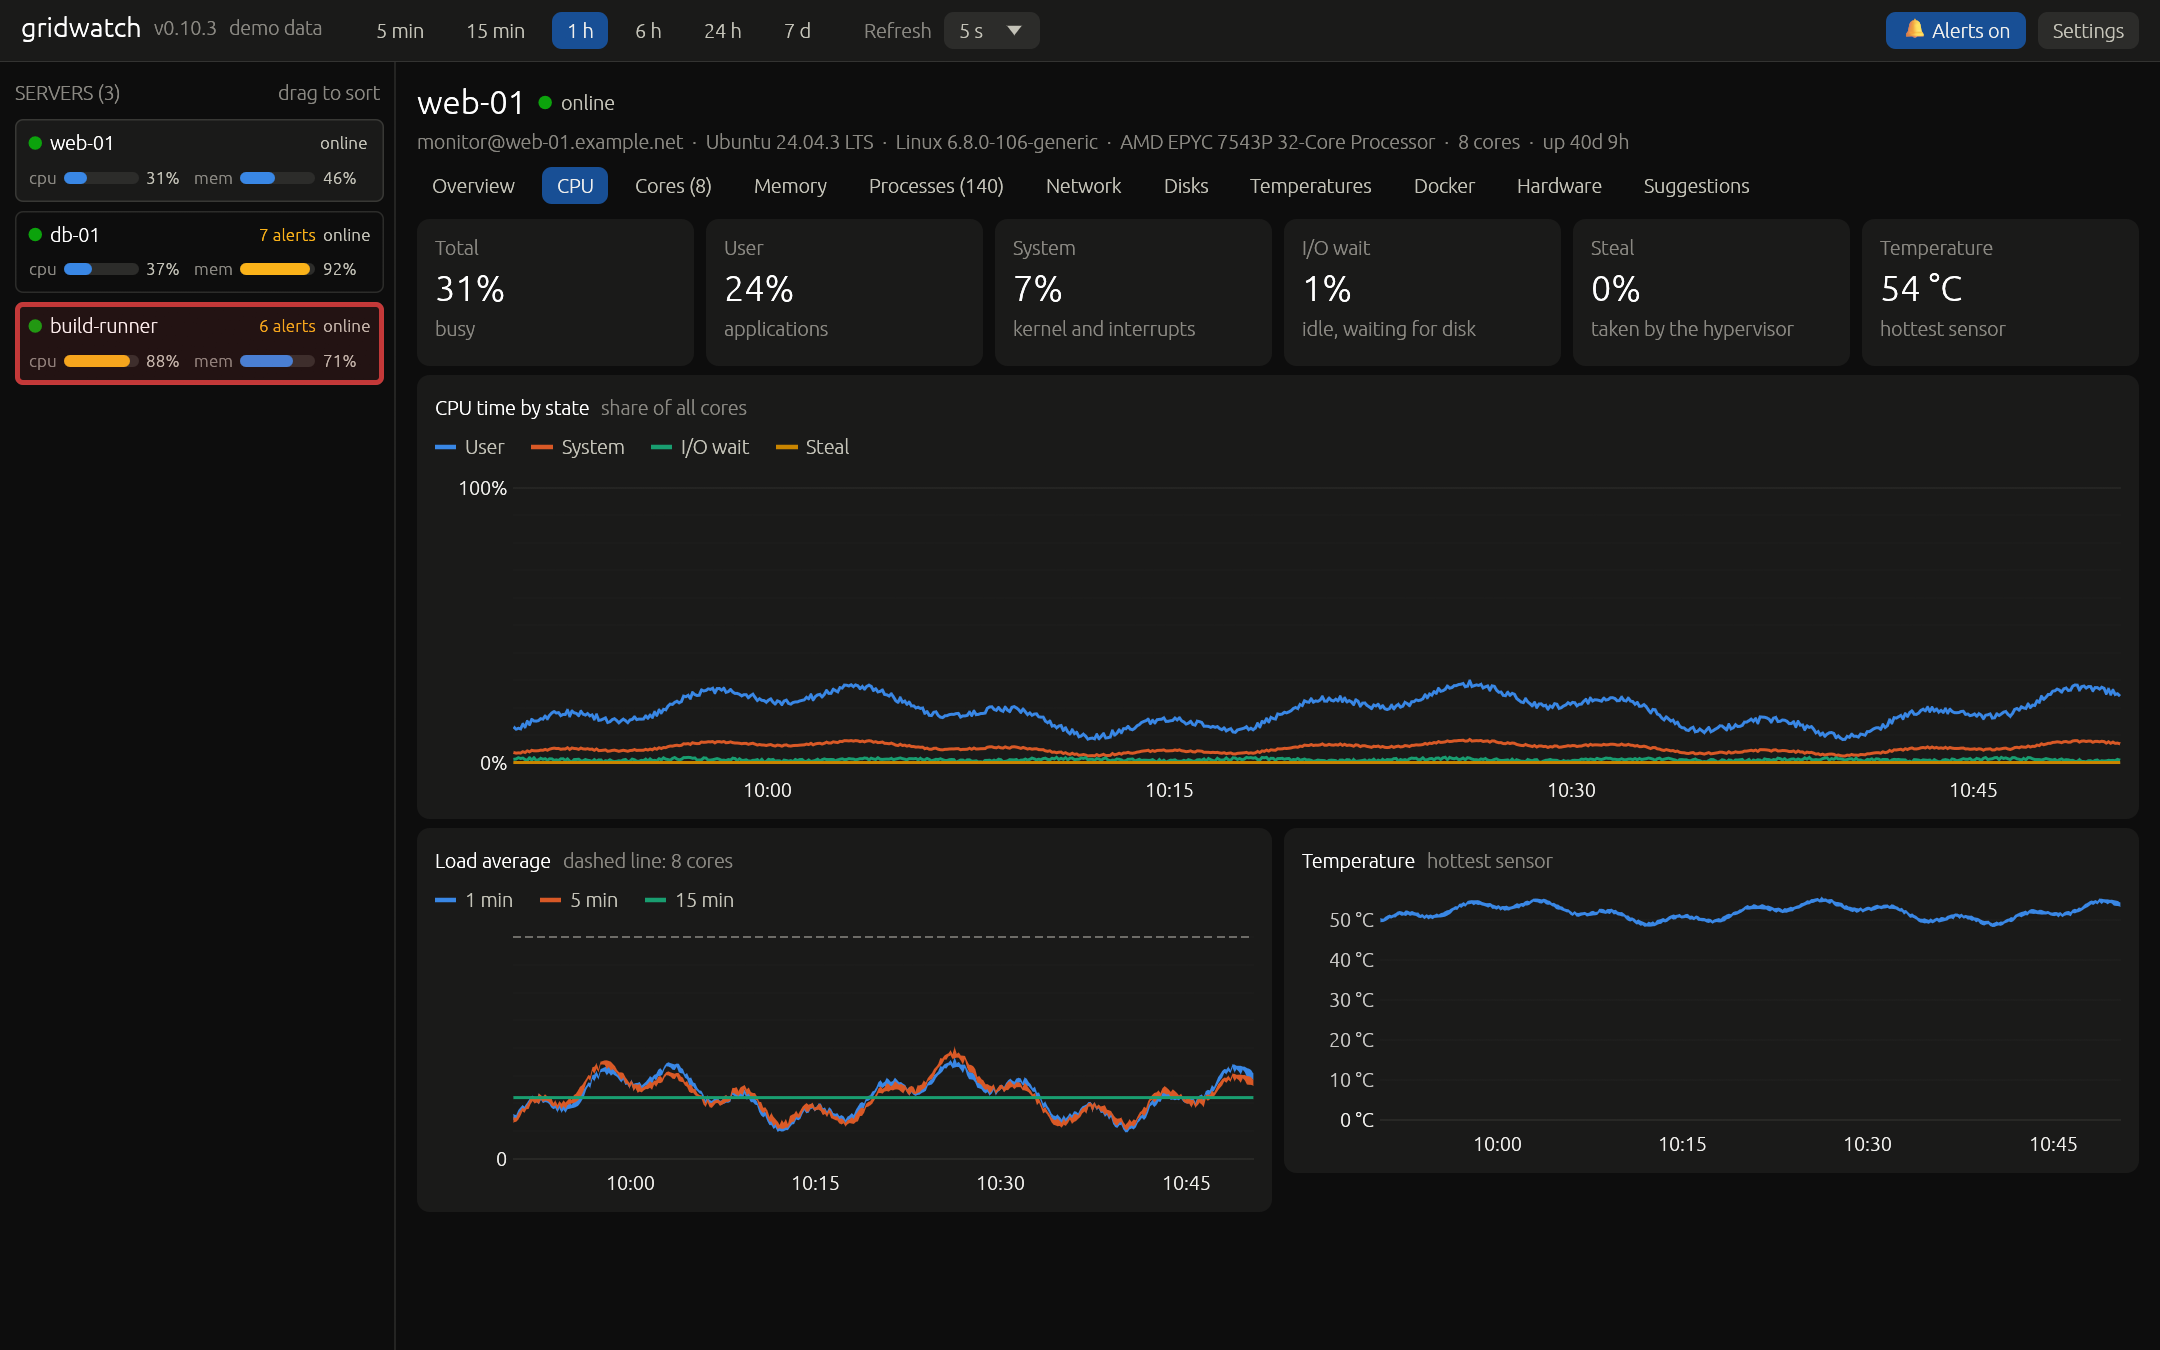 gridwatch v0.10.3 demo data 5 min 15 min 1 h 6 h 24 h 7 d Refresh 5 s Alerts on Settings
SERVERS (3) drag to sort
web-01 online
cpu 31% mem 46%
db-01 7 alerts online
cpu 37% mem 92%
build-runner 6 alerts online
cpu 88% mem 71%
web-01 online
monitor@web-01.example.net · Ubuntu 24.04.3 LTS · Linux 6.8.0-106-generic · AMD EPYC 7543P 32-Core Processor · 8 cores · up 40d 9h
Overview CPU Cores (8) Memory Processes (140) Network Disks Temperatures Docker Hardware Suggestions
Total
31%
busy
User
24%
applications
System
7%
kernel and interrupts
I/O wait
1%
idle, waiting for disk
Steal
0%
taken by the hypervisor
Temperature
54 °C
hottest sensor
CPU time by state share of all cores
User System I/O wait Steal
100%
0%
10:00 10:15 10:30 10:45
Load average dashed line: 8 cores
1 min 5 min 15 min
0
10:00 10:15 10:30 10:45
Temperature hottest sensor
50 °C
40 °C
30 °C
20 °C
10 °C
0 °C
10:00 10:15 10:30 10:45